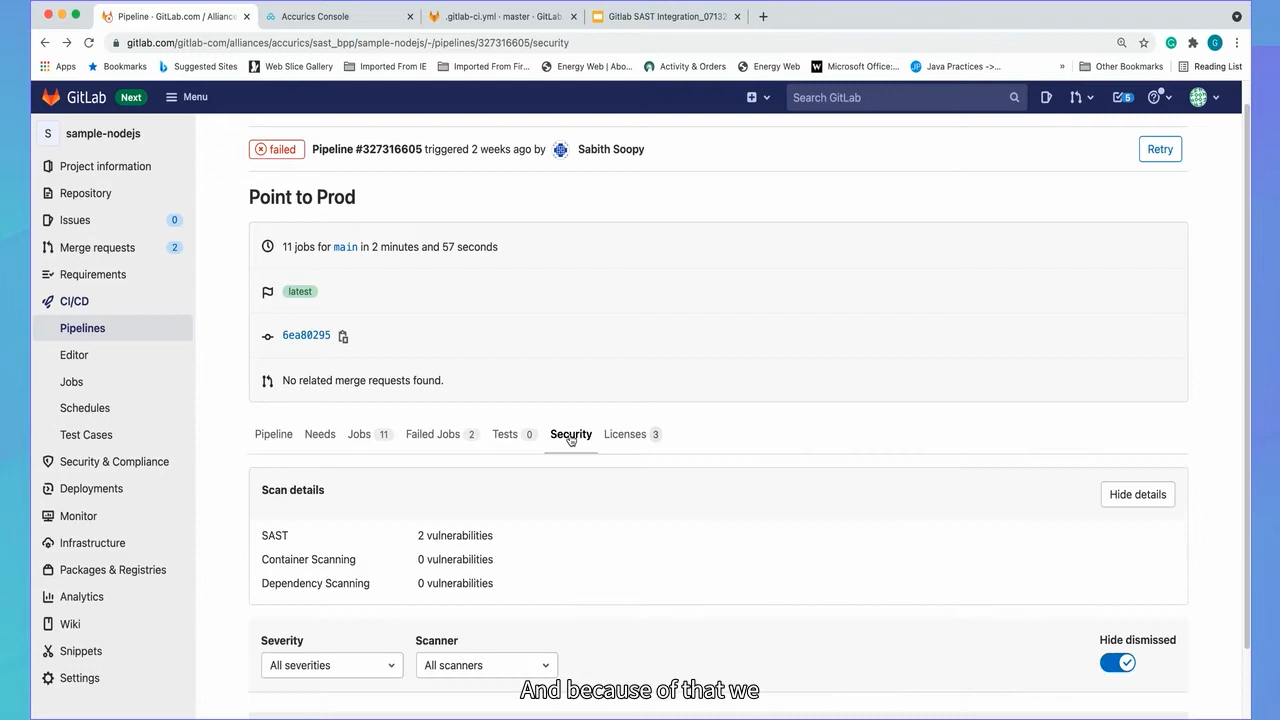 Pipeline · GitLab.com / Alliance
Accurics Console
.gitlab-ci.yml · master · GitLab
Gitlab SAST Integration_07132
gitlab.com/gitlab-com/alliances/accurics/sast_bpp/sample-nodejs/-/pipelines/327316605/security
Apps
Bookmarks
Suggested Sites
Web Slice Gallery
Imported From IE
Imported From Fir...
Energy Web | Abo...
Activity & Orders
Energy Web
Microsoft Office:...
Java Practices ->...
»
Other Bookmarks
Reading List
GitLab
Next
Menu
Search GitLab
5
S
sample-nodejs
Project information
Repository
Issues 0
Merge requests 2
Requirements
CI/CD
Pipelines
Editor
Jobs
Schedules
Test Cases
Security & Compliance
Deployments
Monitor
Infrastructure
Packages & Registries
Analytics
Wiki
Snippets
Settings
failed Pipeline #327316605 triggered 2 weeks ago by Sabith Soopy
Retry
Point to Prod
11 jobs for main in 2 minutes and 57 seconds
latest
6ea80295
No related merge requests found.
Pipeline Needs Jobs 11 Failed Jobs 2 Tests 0 Security Licenses 3
Scan details
Hide details
SAST 2 vulnerabilities
Container Scanning 0 vulnerabilities
Dependency Scanning 0 vulnerabilities
Severity Scanner Hide dismissed
All severities All scanners
And because of that we